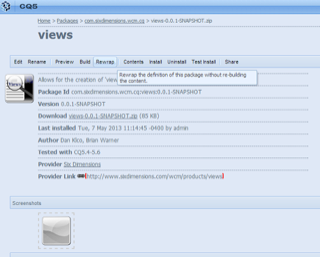 CQ5
Home > Packages > com.sixdimensions.wcm.cq > views-0.0.1-SNAPSHOT.zip
views
Edit Rename Preview Build Rewrap Contents Install Uninstall Test Install Share
Rewrap the definition of this package without re-building the content.
Allows for the creation of 'view
Package Id com.sixdimensions.wcm.cq:views:0.0.1-SNAPSHOT
Version 0.0.1-SNAPSHOT
Download views-0.0.1-SNAPSHOT.zip (83 KB)
Last installed Tue, 7 May 2013 11:14:45 -0400 by admin
Author Dan Klco, Brian Warner
Tested with CQ5.4-5.6
Provider Six Dimensions
Provider Link http://www.sixdimensions.com/wcm/products/views
Screenshots